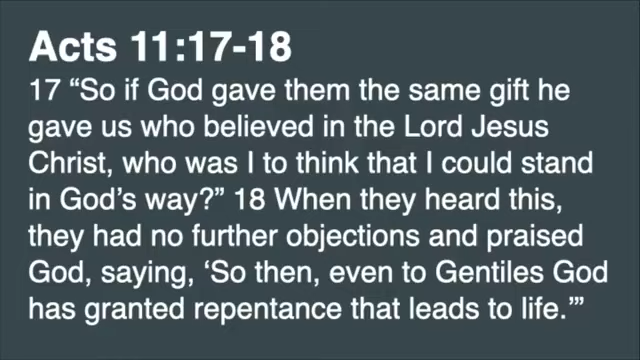 Acts 11:17-18
17 “So if God gave them the same gift he
gave us who believed in the Lord Jesus
Christ, who was I to think that I could stand
in God’s way?” 18 When they heard this,
they had no further objections and praised
God, saying, ‘So then, even to Gentiles God
has granted repentance that leads to life.’”